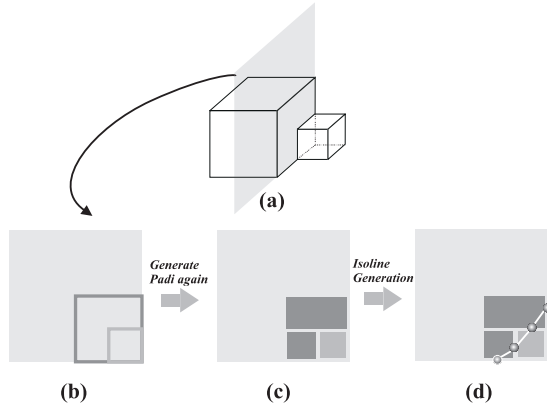 (a)
Generate
Padi again
Isoline
Generation
(b)
(c)
(d)